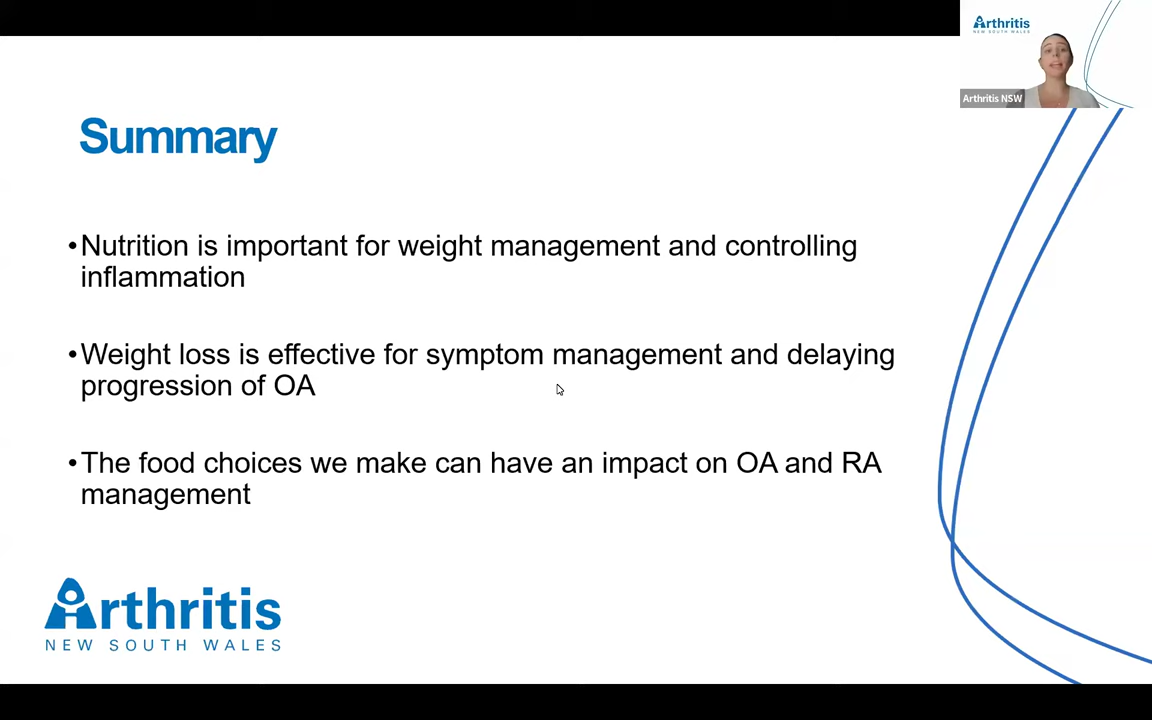 Arthritis
NEW SOUTH WALES
Arthritis NSW
Summary
•Nutrition is important for weight management and controlling
inflammation
•Weight loss is effective for symptom management and delaying
progression of OA
•The food choices we make can have an impact on OA and RA
management
Arthritis
NEW SOUTH WALES